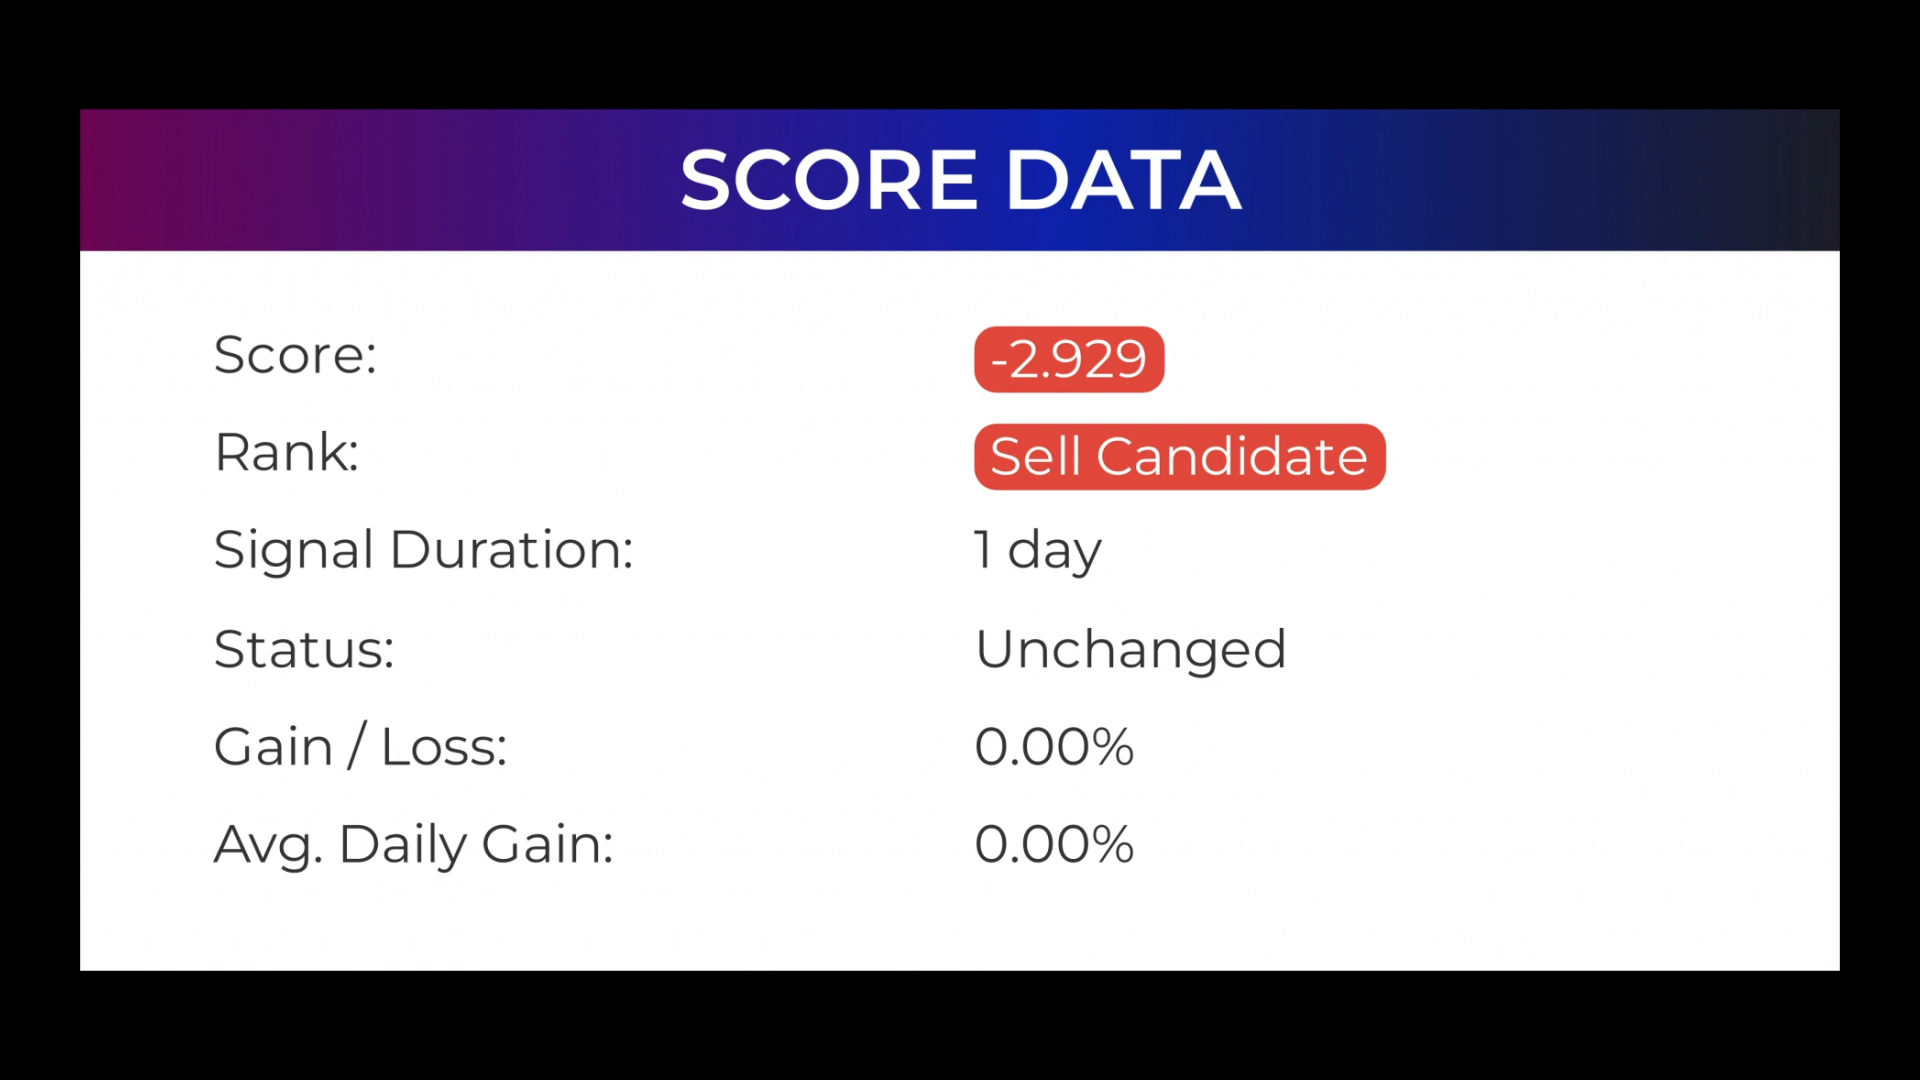 SCORE DATA
Score: -2.929
Rank: Sell Candidate
Signal Duration: 1 day
Status: Unchanged
Gain / Loss: 0.00%
Avg. Daily Gain: 0.00%